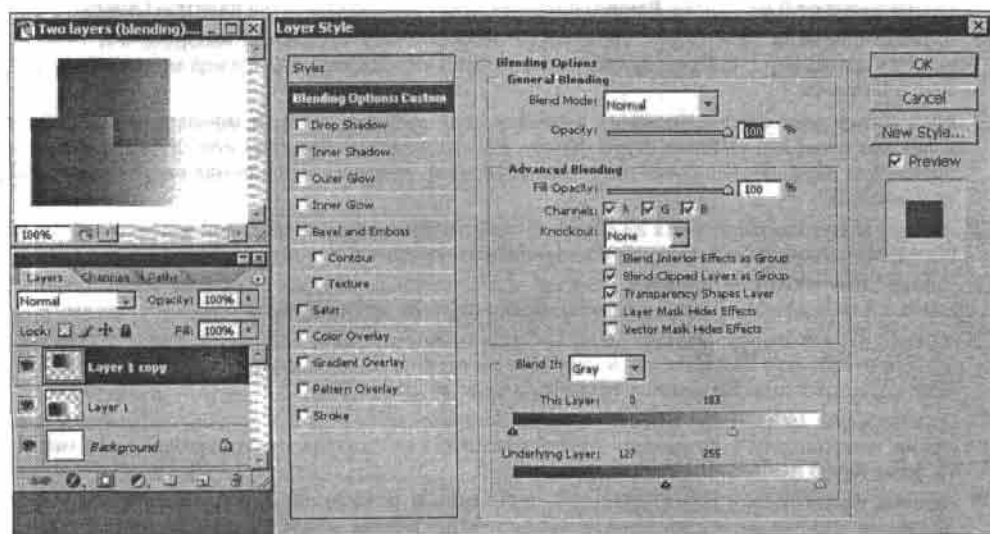 Two layers (blending)....
100%
Layers
Channels
Paths
Normal
Opacity: 100%
Lock:
Fill: 100%
Layer 1 copy
Layer 1
Background
Layer Style
Styles
Blending Options: Custom
Drop Shadow
Inner Shadow
Outer Glow
Inner Glow
Bevel and Emboss
Contour
Texture
Satin
Color Overlay
Gradient Overlay
Pattern Overlay
Stroke
Blending Options
General Blending
Blend Mode: Normal
Opacity: 100 %
Advanced Blending
Fill Opacity: 100 %
Channels: R G B
Knockout: None
Blend Interior Effects as Group
Blend Clipped Layers as Group
Transparency Shapes Layer
Layer Mask Hides Effects
Vector Mask Hides Effects
Blend If: Gray
This Layer: 0 183
Underlying Layer: 127 255
OK
Cancel
New Style...
Preview